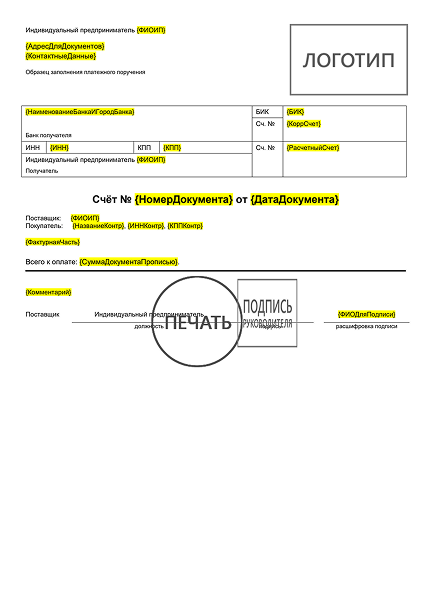 Индивидуальный предприниматель {ФИОИП}
{АдресДляДокументов}
{КонтактныеДанные}
ЛОГОТИП
Образец заполнения платежного поручения
{НаименованиеБанкаИГородБанка} БИК {БИК}
Сч. № {КоррСчет}
Банк получателя
ИНН {ИНН} КПП {КПП} Сч. № {РасчетныйСчет}
Индивидуальный предприниматель {ФИОИП}
Получатель
Счёт № {НомерДокумента} от {ДатаДокумента}
Поставщик: {ФИОИП}
Покупатель: {НазваниеКонтр}, {ИННКонтр}, {КППКонтр}
{ФактурнаяЧасть}
Всего к оплате: {СуммаДокументаПрописью}.
{Комментарий}
ПОДПИСЬ
Поставщик Индивидуальный предприниматель {ФИОДляПодписи}
ПЕЧАТЬ РУКОВОДИТЕЛЯ
должность подпись расшифровка подписи